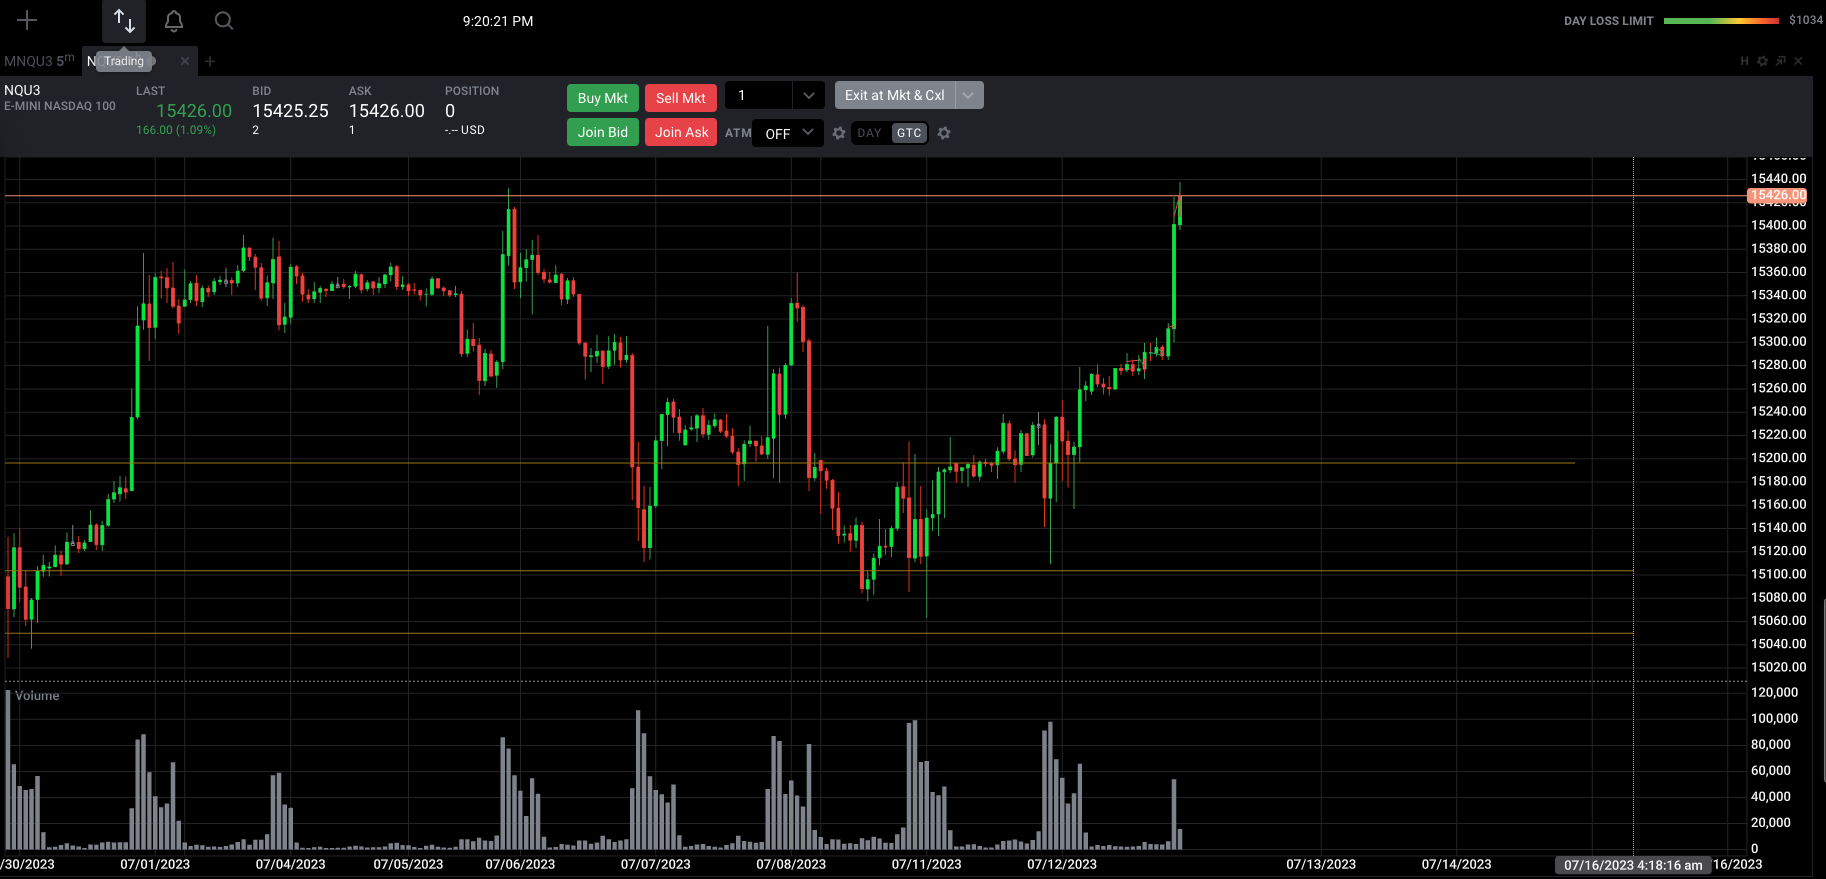 9:20:21 PM
DAY LOSS LIMIT
$1034
MNQU3 5m
N
Trading
H
NQU3
E-MINI NASDAQ 100
LAST
15426.00
166.00 (1.09%)
BID
15425.25
2
ASK
15426.00
1
POSITION
0
-.-- USD
Buy Mkt
Sell Mkt
1
Exit at Mkt & Cxl
Join Bid
Join Ask
ATM
OFF
DAY
GTC
15440.00
15426.00
15420.00
15400.00
15380.00
15360.00
15340.00
15320.00
15300.00
15280.00
15260.00
15240.00
15220.00
15200.00
15180.00
15160.00
15140.00
15120.00
15100.00
15080.00
15060.00
15040.00
15020.00
Volume
120,000
100,000
80,000
60,000
40,000
20,000
0
/30/2023
07/01/2023
07/04/2023
07/05/2023
07/06/2023
07/07/2023
07/08/2023
07/11/2023
07/12/2023
07/13/2023
07/14/2023
07/16/2023 4:18:16 am
16/2023